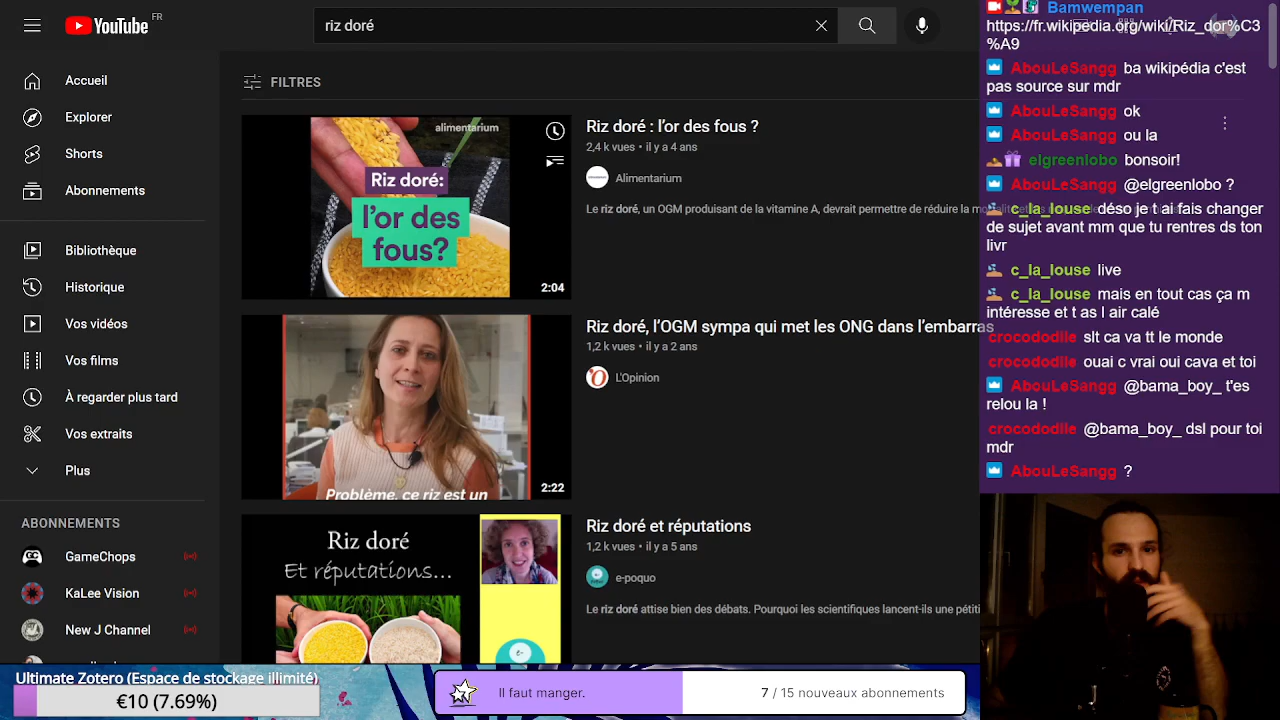 YouTube FR
riz doré
Accueil
Explorer
Shorts
Abonnements
Bibliothèque
Historique
Vos vidéos
Vos films
À regarder plus tard
Vos extraits
Plus
ABONNEMENTS
GameChops
KaLee Vision
New J Channel
FILTRES
alimentarium
Riz doré:
l'or des
fous?
2:04
Riz doré : l'or des fous ?
2,4 k vues • il y a 4 ans
Alimentarium
Le riz doré, un OGM produisant de la vitamine A, devrait permettre de réduire la
Problème, ce riz est un
2:22
Riz doré, l'OGM sympa qui met les ONG dans l'embarras
1,2 k vues • il y a 2 ans
L'Opinion
Riz doré
Et réputations...
Riz doré et réputations
1,2 k vues • il y a 5 ans
e-poquo
Le riz doré attise bien des débats. Pourquoi les scientifiques lancent-ils une pétiti
Bamwempan
https://fr.wikipedia.org/wiki/Riz_dor%C3
%A9
AbouLeSangg ba wikipédia c'est
pas source sur mdr
AbouLeSangg ok
AbouLeSangg ou la
elgreenlobo bonsoir!
AbouLeSangg @elgreenlobo ?
c_la_louse déso je t ai fais changer
de sujet avant mm que tu rentres ds ton
livr
c_la_louse live
c_la_louse mais en tout cas ça m
intéresse et t as l air calé
crocododile slt ca va tt le monde
crocododile ouai c vrai oui cava et toi
AbouLeSangg @bama_boy_ t'es
relou la !
crocododile @bama_boy_ dsl pour toi
mdr
AbouLeSangg ?
Ultimate Zotero (Espace de stockage illimité)
€10 (7.69%)
Il faut manger.
7 / 15 nouveaux abonnements